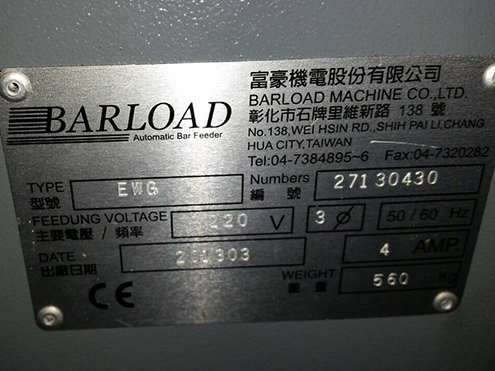 BARLOAD
Automatic Bar Feeder
富豪機電股份有限公司
BARLOAD MACHINE CO.,LTD.
彰化市石牌里維新路 138 號
No.138,WEI HSIN RD.,SHIH PAI LI,CHANG
HUA CITY,TAIWAN
Tel:04-7384895~6 Fax:04-7320282
TYPE 型號 EWG
Numbers 編號 27130430
FEEDUNG VOLTAGE 主要電壓 / 頻率 220 V 3 Ø 50 / 60 Hz
4 AMP.
DATE 出廠日期
WEIGHT 重量 560 Kg
CE